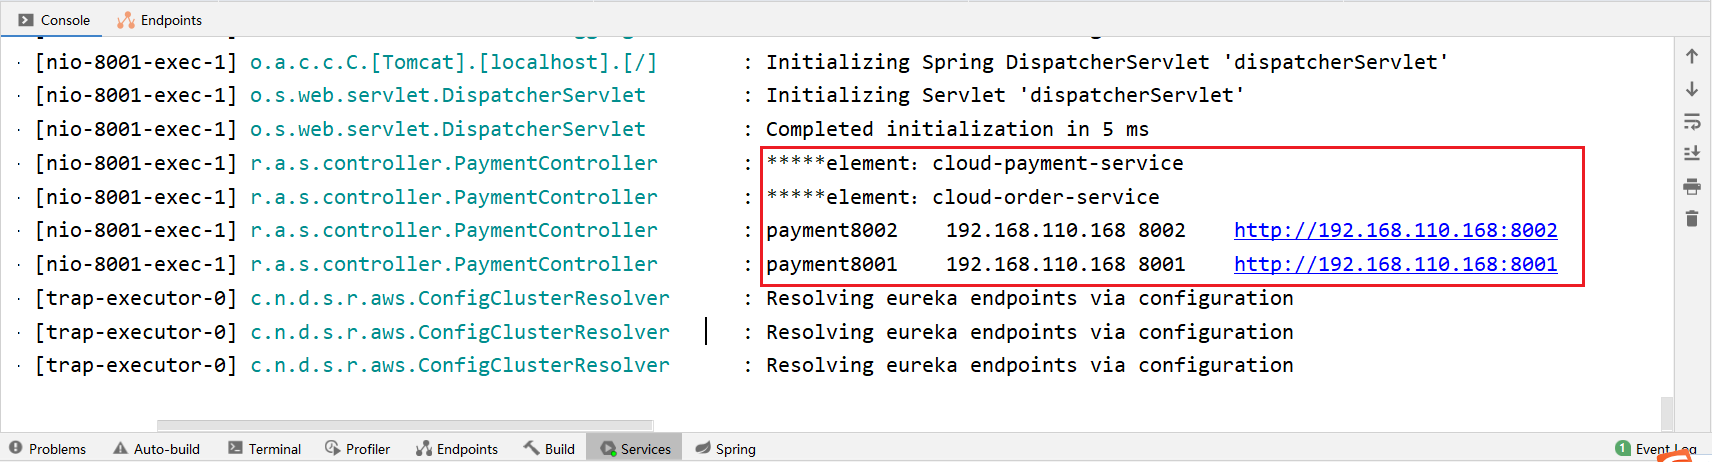 Console Endpoints
[nio-8001-exec-1] o.a.c.c.C.[Tomcat].[localhost].[/] : Initializing Spring DispatcherServlet 'dispatcherServlet'
[nio-8001-exec-1] o.s.web.servlet.DispatcherServlet : Initializing Servlet 'dispatcherServlet'
[nio-8001-exec-1] o.s.web.servlet.DispatcherServlet : Completed initialization in 5 ms
[nio-8001-exec-1] r.a.s.controller.PaymentController : *****element: cloud-payment-service
[nio-8001-exec-1] r.a.s.controller.PaymentController : *****element: cloud-order-service
[nio-8001-exec-1] r.a.s.controller.PaymentController : payment8002 192.168.110.168 8002 http://192.168.110.168:8002
[nio-8001-exec-1] r.a.s.controller.PaymentController : payment8001 192.168.110.168 8001 http://192.168.110.168:8001
[trap-executor-0] c.n.d.s.r.aws.ConfigClusterResolver : Resolving eureka endpoints via configuration
[trap-executor-0] c.n.d.s.r.aws.ConfigClusterResolver : Resolving eureka endpoints via configuration
[trap-executor-0] c.n.d.s.r.aws.ConfigClusterResolver : Resolving eureka endpoints via configuration
Problems Auto-build Terminal Profiler Endpoints Build Services Spring 1 Event Log